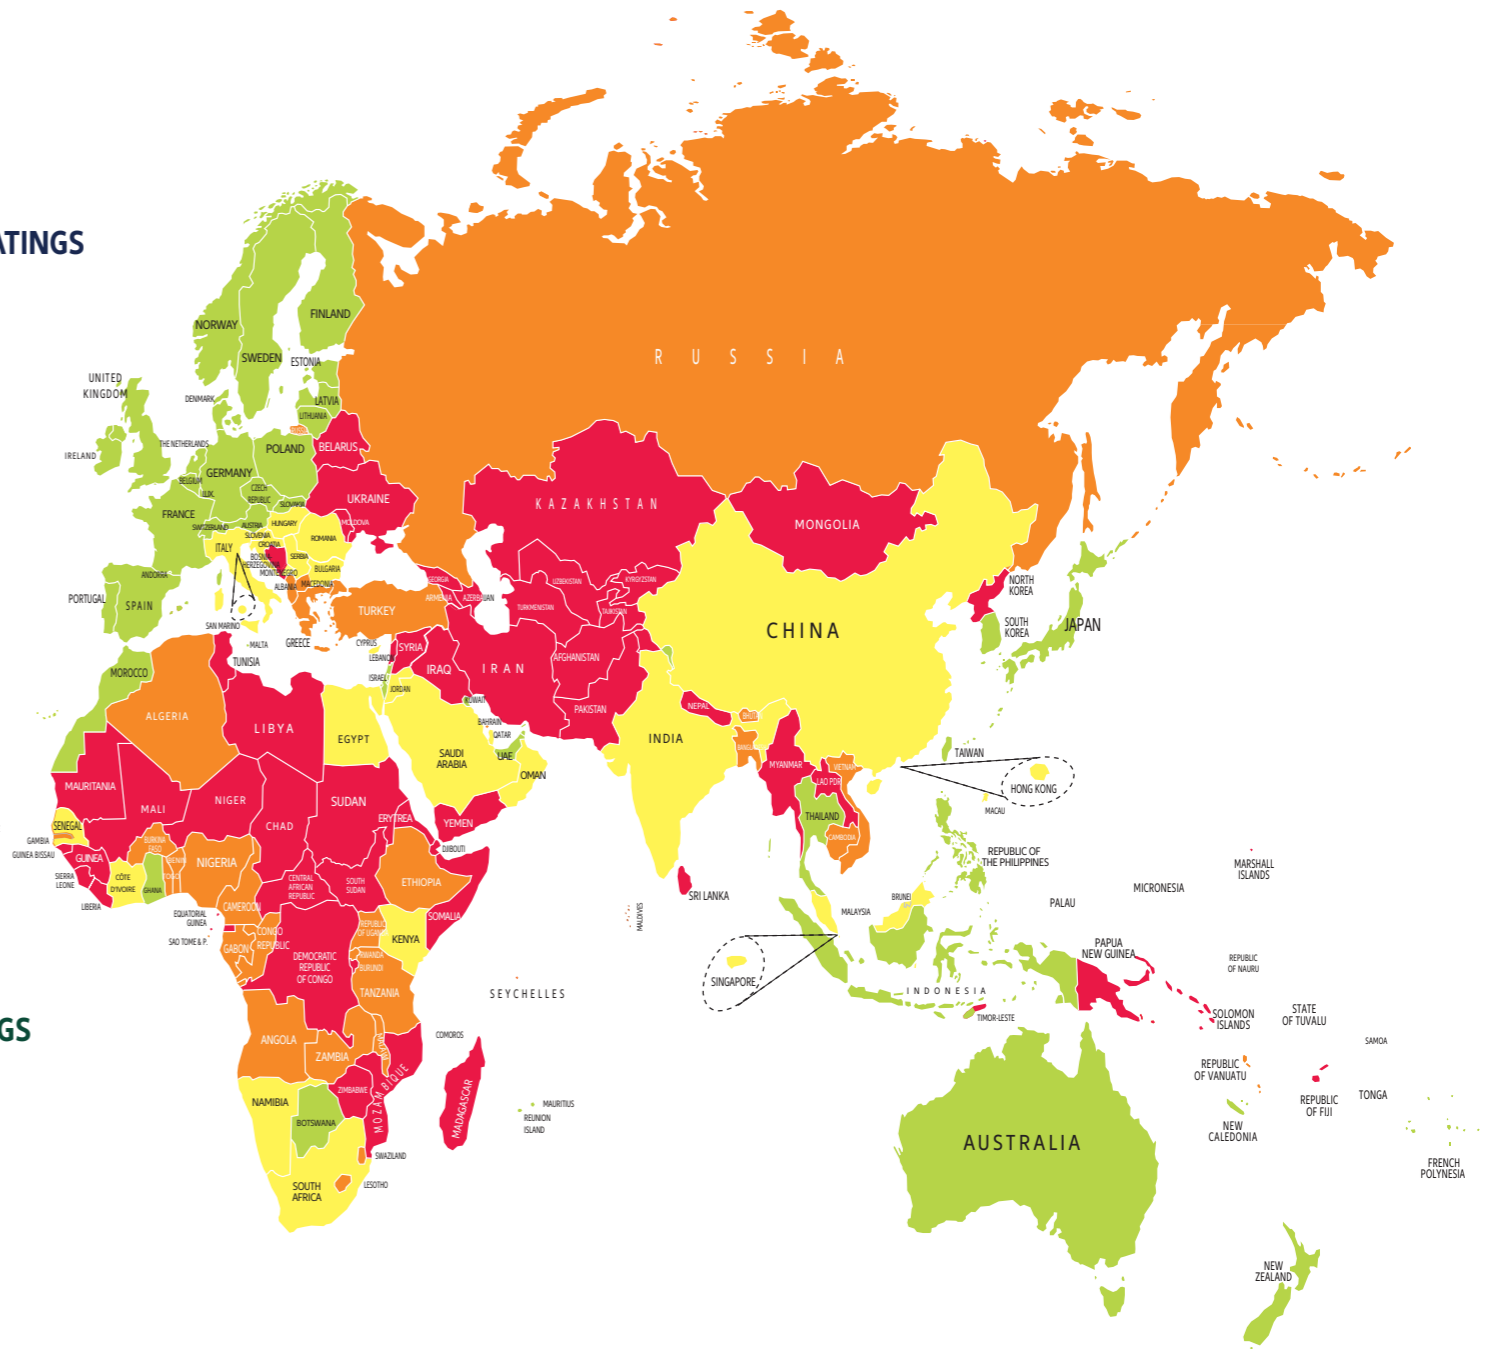 ATINGS
FINLAND
NORWAY
SWEDEN
ESTONIA
RUSSIA
UNITED
KINGDOM
DENMARK
LATVIA
LITHUANIA
THE NETHERLANDS
POLAND
BELARUS
IRELAND
GERMANY
BELGIUM
LUX.
CZECH
REPUBLIC
UKRAINE
SLOVAKIA
KAZAKHSTAN
FRANCE
MOLDOVA
MONGOLIA
SWITZERLAND
AUSTRIA
HUNGARY
SLOVENIA
ROMANIA
ITALY
CROATIA
BOSNIA-
HERZEGOVINA
SERBIA
MONTENEGRO
BULGARIA
ANDORRA
ALBANIA
MACEDONIA
GEORGIA
UZBEKISTAN
KYRGYZSTAN
NORTH
KOREA
PORTUGAL
SPAIN
ARMENIA
AZERBAIJAN
TURKMENISTAN
TAJIKISTAN
TURKEY
SAN MARINO
CHINA
SOUTH
KOREA
JAPAN
MALTA
GREECE
CYPRUS
TUNISIA
LEBANON
SYRIA
IRAQ
IRAN
AFGHANISTAN
MOROCCO
ISRAEL
JORDAN
KUWAIT
PAKISTAN
NEPAL
ALGERIA
LIBYA
EGYPT
BAHRAIN
QATAR
SAUDI
ARABIA
UAE
OMAN
INDIA
TAIWAN
MYANMAR
VIETNAM
LAO PDR
HONG KONG
MAURITANIA
MALI
NIGER
SUDAN
CHAD
ERYTREA
YEMEN
MACAU
THAILAND
SENEGAL
GAMBIA
GUINEA BISSAU
GUINEA
BURKINA
FASO
BENIN
TOGO
NIGERIA
DJIBOUTI
CAMBODIA
REPUBLIC OF
THE PHILIPPINES
SIERRA
LEONE
CÔTE
D'IVOIRE
GHANA
LIBERIA
CENTRAL
AFRICAN
REPUBLIC
SOUTH
SUDAN
ETHIOPIA
SRI LANKA
MARSHALL
ISLANDS
MICRONESIA
PALAU
BRUNEI
MALAYSIA
MALDIVES
EQUATORIAL
GUINEA
CAMEROON
SOMALIA
SAO TOME & P.
GABON
CONGO
REPUBLIC
REPUBLIC
OF UGANDA
KENYA
RWANDA
BURUNDI
DEMOCRATIC
REPUBLIC
OF CONGO
TANZANIA
SEYCHELLES
SINGAPORE
INDONESIA
PAPUA
NEW GUINEA
REPUBLIC
OF NAURU
TIMOR-LESTE
SOLOMON
ISLANDS
STATE
OF TUVALU
GS
ANGOLA
ZAMBIA
MALAWI
COMOROS
SAMOA
REPUBLIC
OF VANUATU
ZIMBABWE
MOZAMBIQUE
MADAGASCAR
NAMIBIA
BOTSWANA
MAURITIUS
REUNION
ISLAND
REPUBLIC
OF FIJI
TONGA
NEW
CALEDONIA
AUSTRALIA
SWAZILAND
SOUTH
AFRICA
LESOTHO
FRENCH
POLYNESIA
NEW
ZEALAND